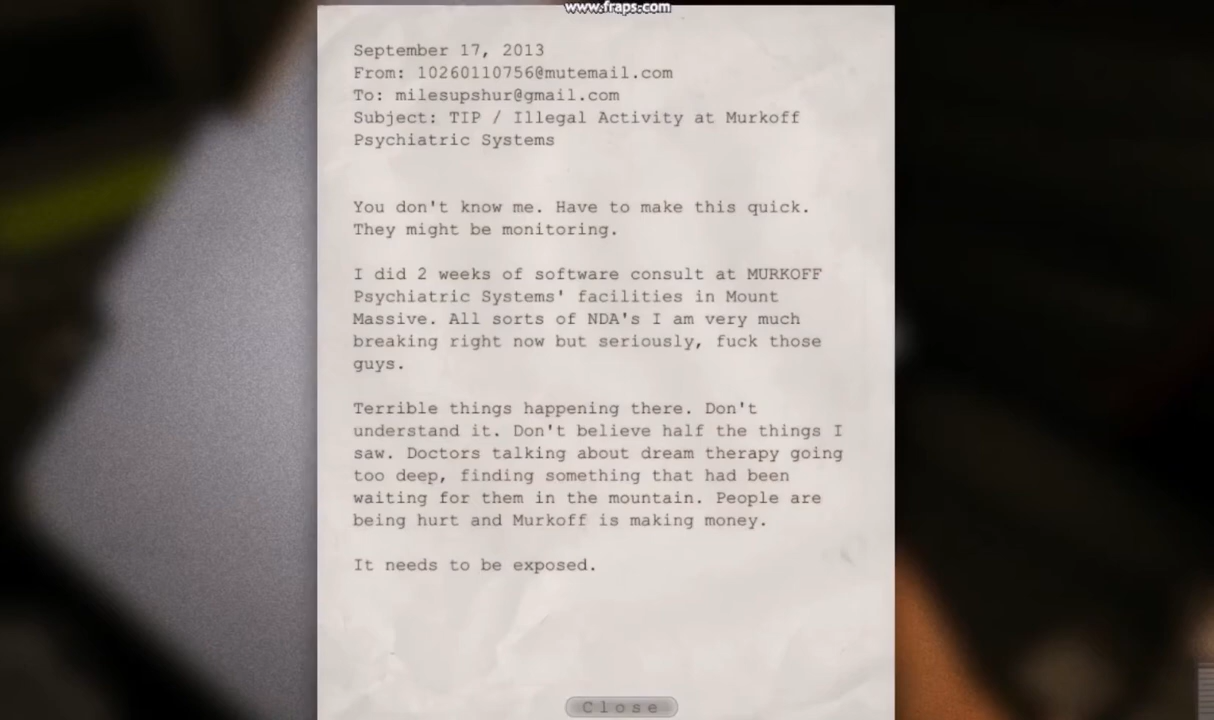 www.fraps.com
September 17, 2013
From: 10260110756@mutemail.com
To: milesupshur@gmail.com
Subject: TIP / Illegal Activity at Murkoff
Psychiatric Systems
You don't know me. Have to make this quick.
They might be monitoring.
I did 2 weeks of software consult at MURKOFF
Psychiatric Systems' facilities in Mount
Massive. All sorts of NDA's I am very much
breaking right now but seriously, fuck those
guys.
Terrible things happening there. Don't
understand it. Don't believe half the things I
saw. Doctors talking about dream therapy going
too deep, finding something that had been
waiting for them in the mountain. People are
being hurt and Murkoff is making money.
It needs to be exposed.
Close